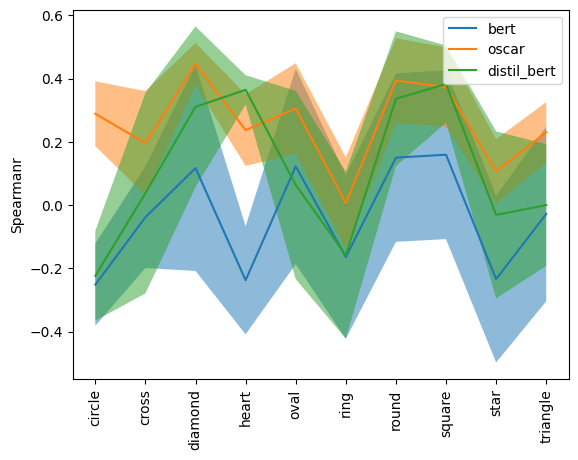 0.6
0.4
0.2
0.0
−0.2
−0.4
Spearmanr
bert
oscar
distil_bert
circle
cross
diamond
heart
oval
ring
round
square
star
triangle